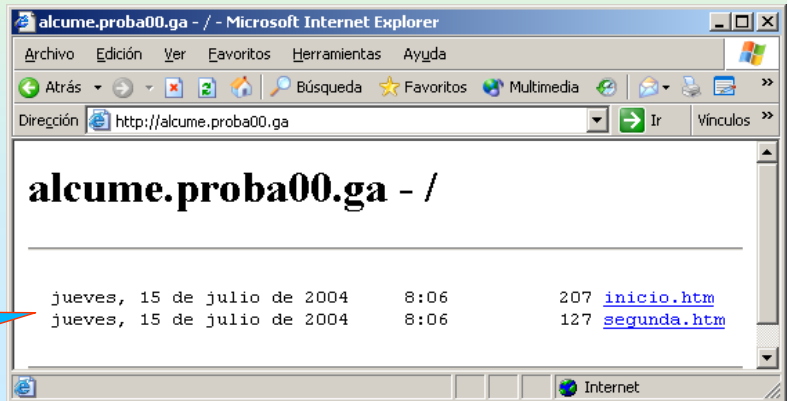 alcume.proba00.ga - / - Microsoft Internet Explorer
Archivo Edición Ver Favoritos Herramientas Ayuda
Atrás Búsqueda Favoritos Multimedia »
Dirección http://alcume.proba00.ga Ir Vínculos »
alcume.proba00.ga - /
jueves, 15 de julio de 2004 8:06 207 inicio.htm
jueves, 15 de julio de 2004 8:06 127 segunda.htm
Internet